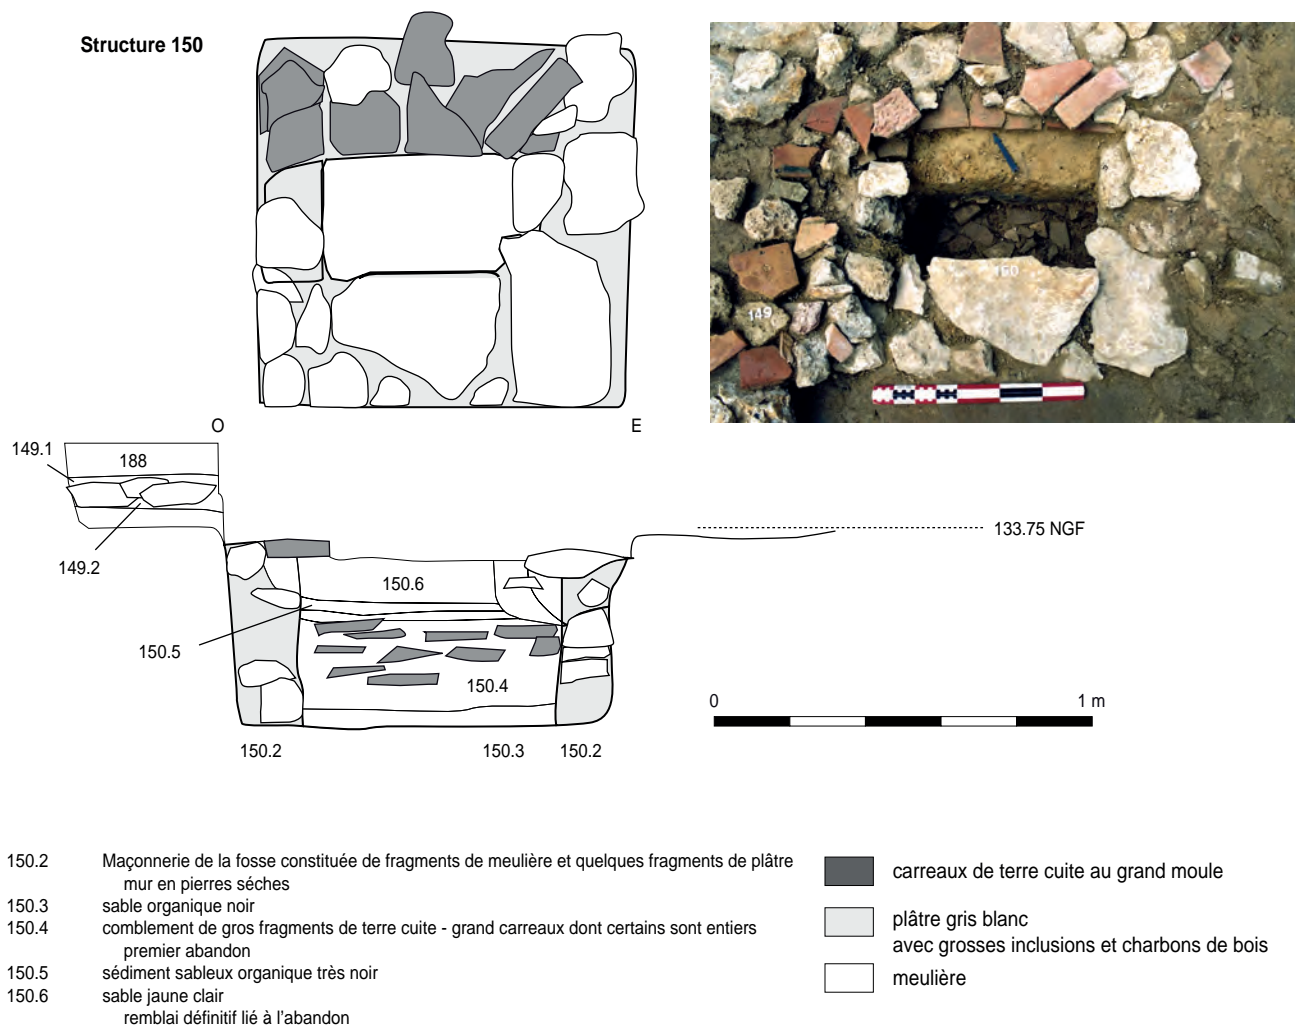 Structure 150
150
149
O
E
149.1
188
133.75 NGF
149.2
150.6
150.5
150.4
0
1 m
150.2
150.3
150.2
150.2 Maçonnerie de la fosse constituée de fragments de meulière et quelques fragments de plâtre
mur en pierres séches
150.3 sable organique noir
150.4 comblement de gros fragments de terre cuite - grand carreaux dont certains sont entiers
premier abandon
150.5 sédiment sableux organique très noir
150.6 sable jaune clair
remblai définitif lié à l'abandon
carreaux de terre cuite au grand moule
plâtre gris blanc
avec grosses inclusions et charbons de bois
meulière